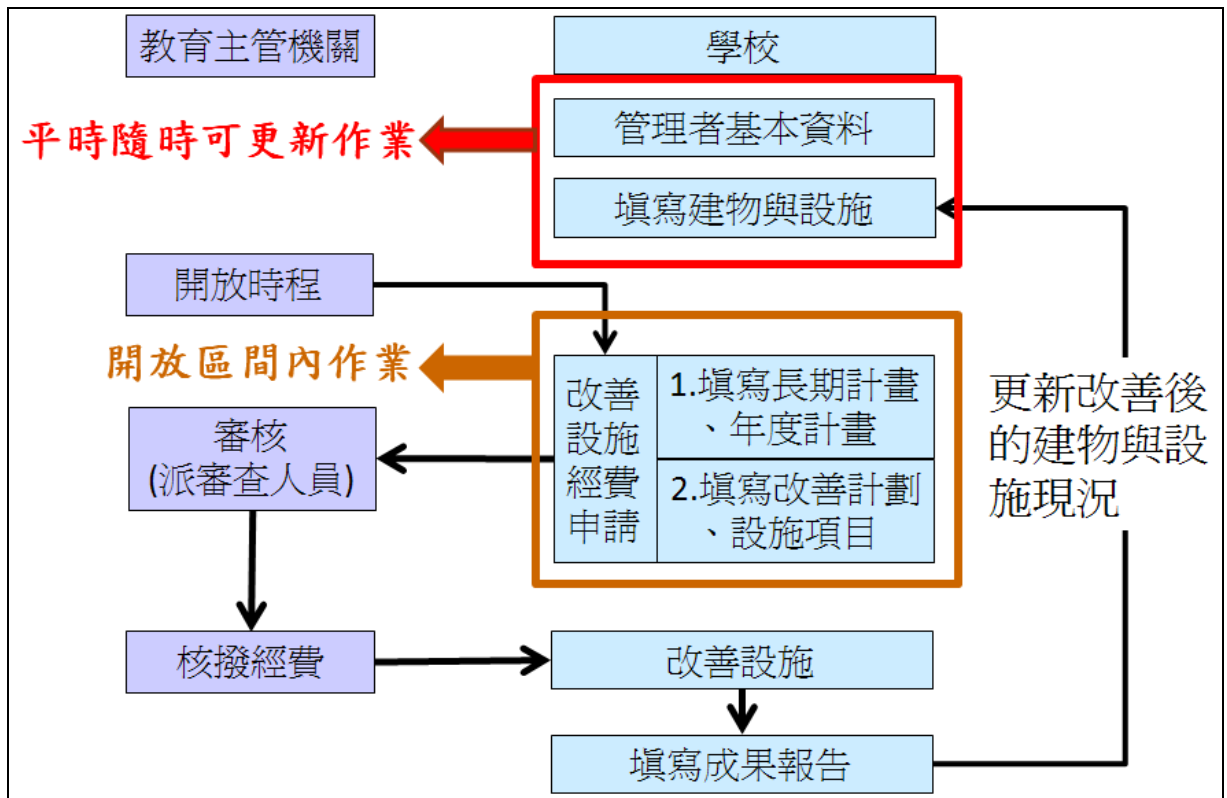 教育主管機關
學校
管理者基本資料
平時隨時可更新作業
填寫建物與設施
開放時程
開放區間內作業
改善
設施
經費
申請
1.填寫長期計畫
、年度計畫
2.填寫改善計劃
、設施項目
更新改善後
的建物與設
施現況
審核
(派審查人員)
核撥經費
改善設施
填寫成果報告